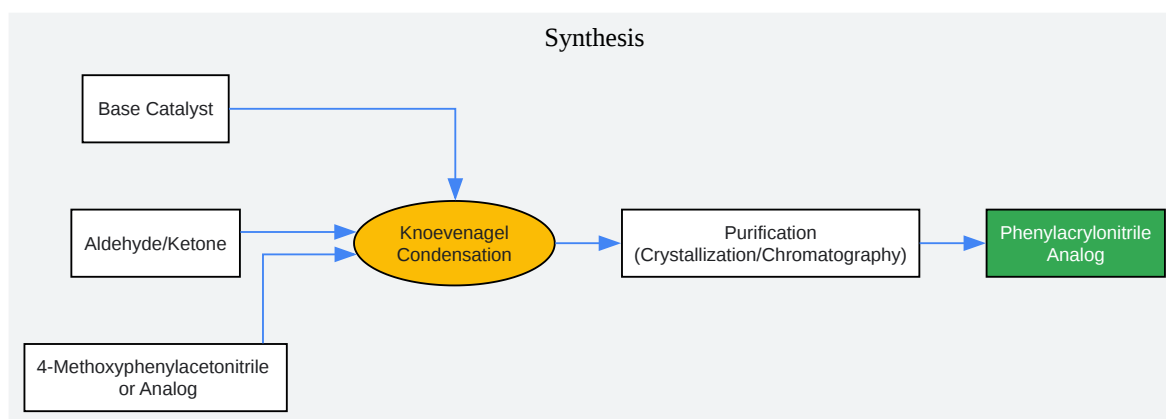 Synthesis
Base Catalyst
Aldehyde/Ketone
Knoevenagel
Condensation
Purification
(Crystallization/Chromatography)
Phenylacrylonitrile
Analog
4-Methoxyphenylacetonitrile
or Analog